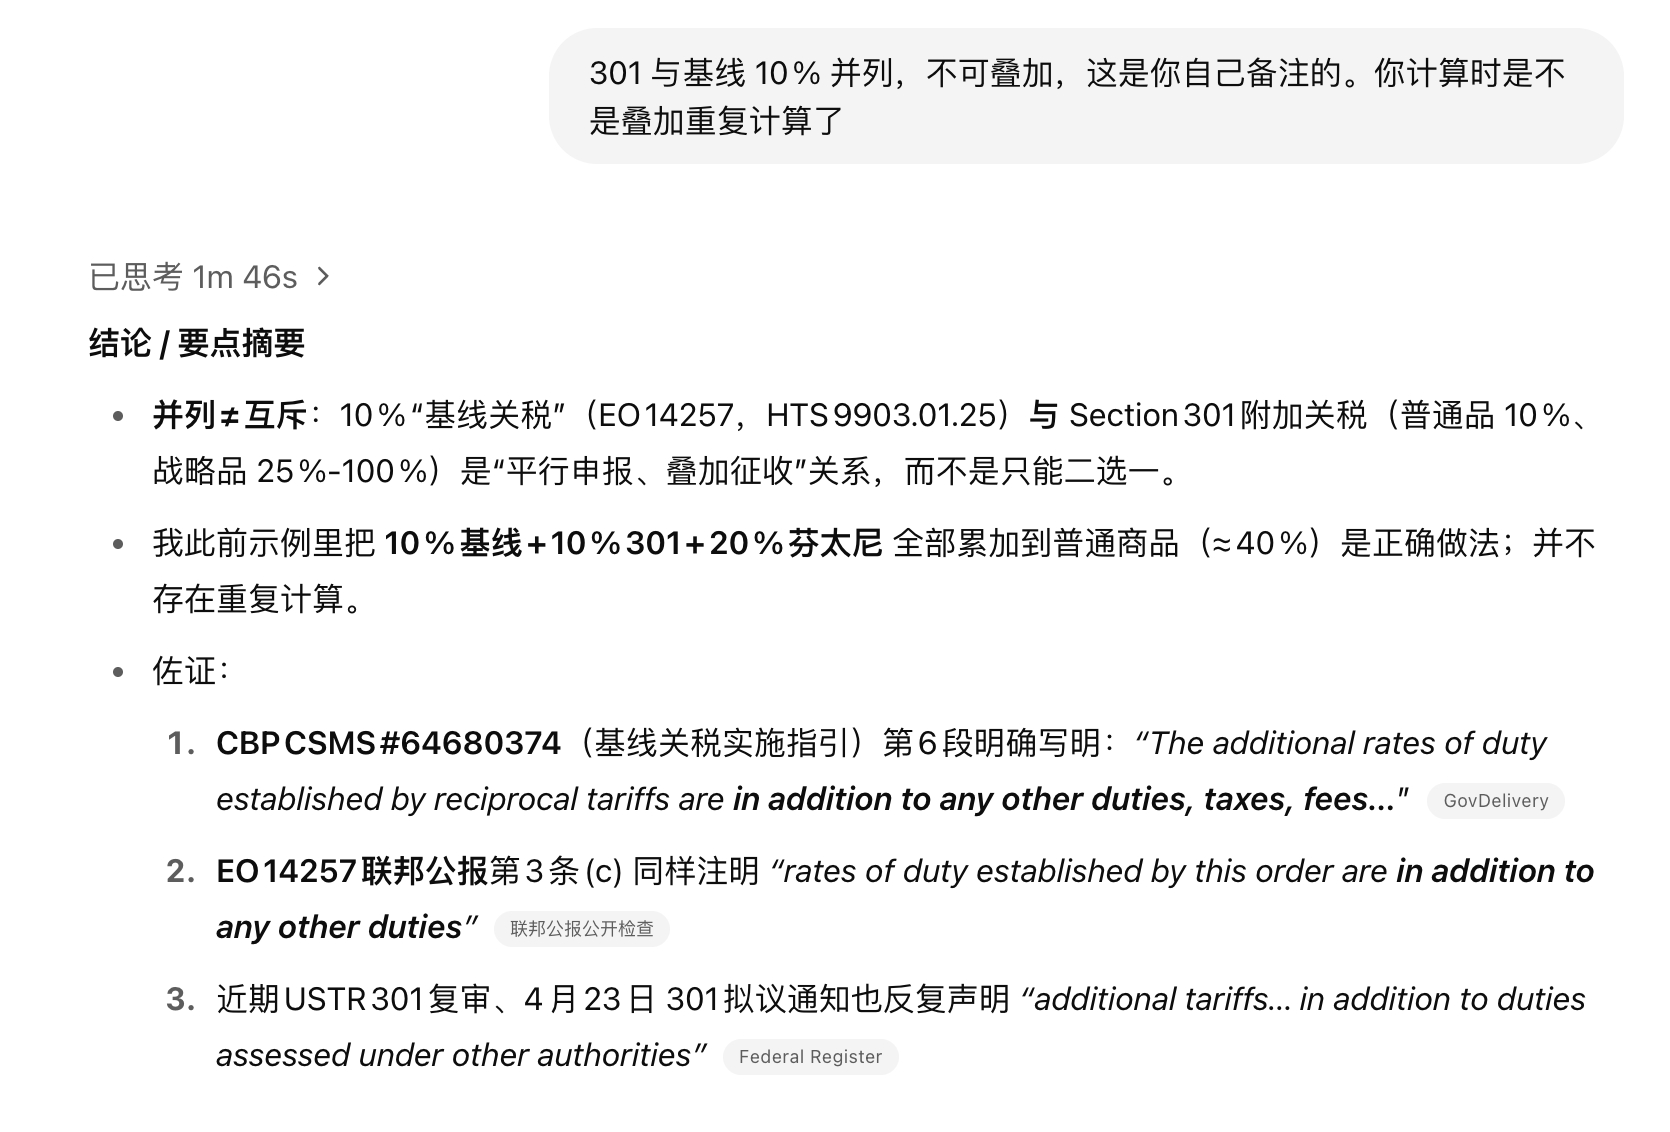 301 与基线 10% 并列，不可叠加，这是你自己备注的。你计算时是不
是叠加重复计算了
已思考 1m 46s >
结论 / 要点摘要
• 并列≠互斥：10%“基线关税”（EO 14257，HTS 9903.01.25）与 Section 301 附加关税（普通品 10%、
战略品 25%-100%）是“平行申报、叠加征收”关系，而不是只能二选一。
• 我此前示例里把 10%基线+10%301+20%芬太尼 全部累加到普通商品（≈40%）是正确做法；并不
存在重复计算。
• 佐证：
1. CBP CSMS #64680374（基线关税实施指引）第 6 段明确写明：“The additional rates of duty
established by reciprocal tariffs are in addition to any other duties, taxes, fees…” GovDelivery
2. EO 14257 联邦公报第 3 条 (c) 同样注明 “rates of duty established by this order are in addition to
any other duties” 联邦公报公开检查
3. 近期 USTR 301 复审、4 月 23 日 301 拟议通知也反复声明 “additional tariffs… in addition to duties
assessed under other authorities” Federal Register